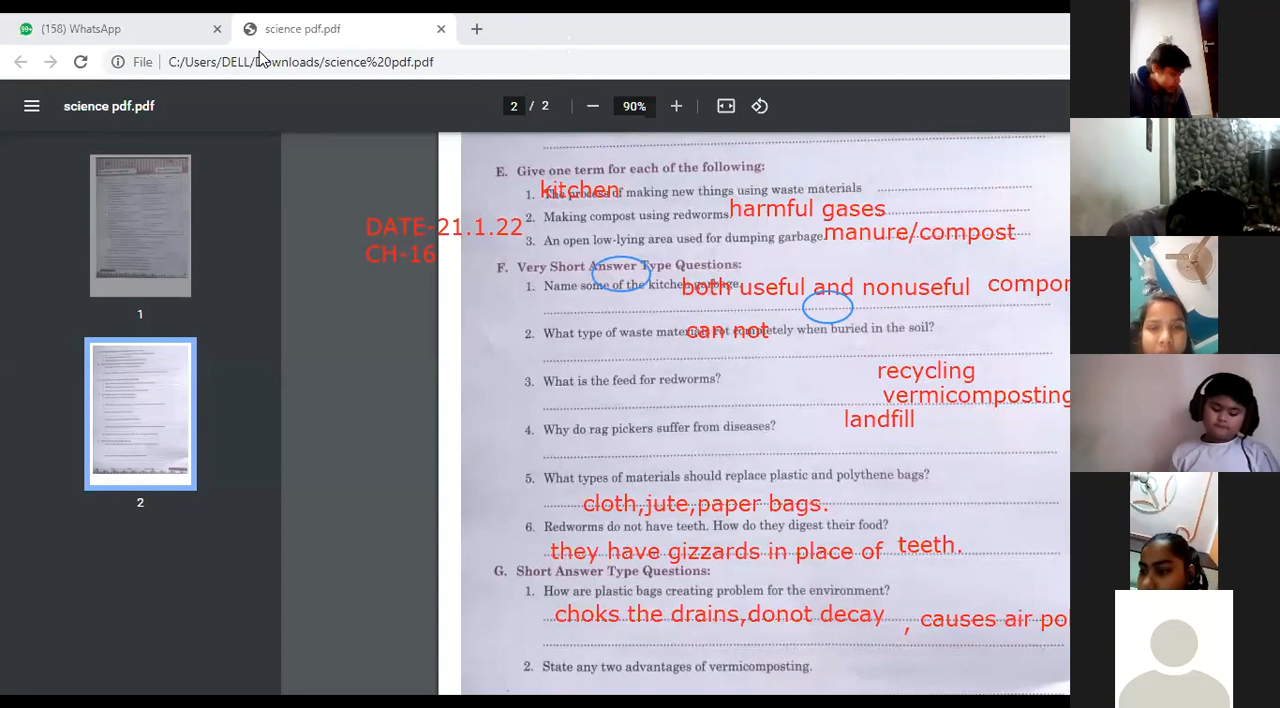 (158) WhatsApp
science pdf.pdf
File
C:/Users/DELL/Downloads/science%20pdf.pdf
science pdf.pdf
2 / 2
90%
1
2
DATE-21.1.22
CH-16
E. Give one term for each of the following:
kitchen
1. The process of making new things using waste materials
harmful gases
2. Making compost using redworms.
manure/compost
3. An open low-lying area used for dumping garbage
F. Very Short Answer Type Questions:
1. Name some of the kitchen garbage.
both useful and nonuseful
2. What type of waste materials rot completely when buried in the soil?
can not
recycling
3. What is the feed for redworms?
vermicomposting
landfill
4. Why do rag pickers suffer from diseases?
5. What types of materials should replace plastic and polythene bags?
cloth,jute,paper bags.
6. Redworms do not have teeth. How do they digest their food?
they have gizzards in place of teeth.
G. Short Answer Type Questions:
1. How are plastic bags creating problem for the environment?
choks the drains,donot decay , causes air
2. State any two advantages of vermicomposting.